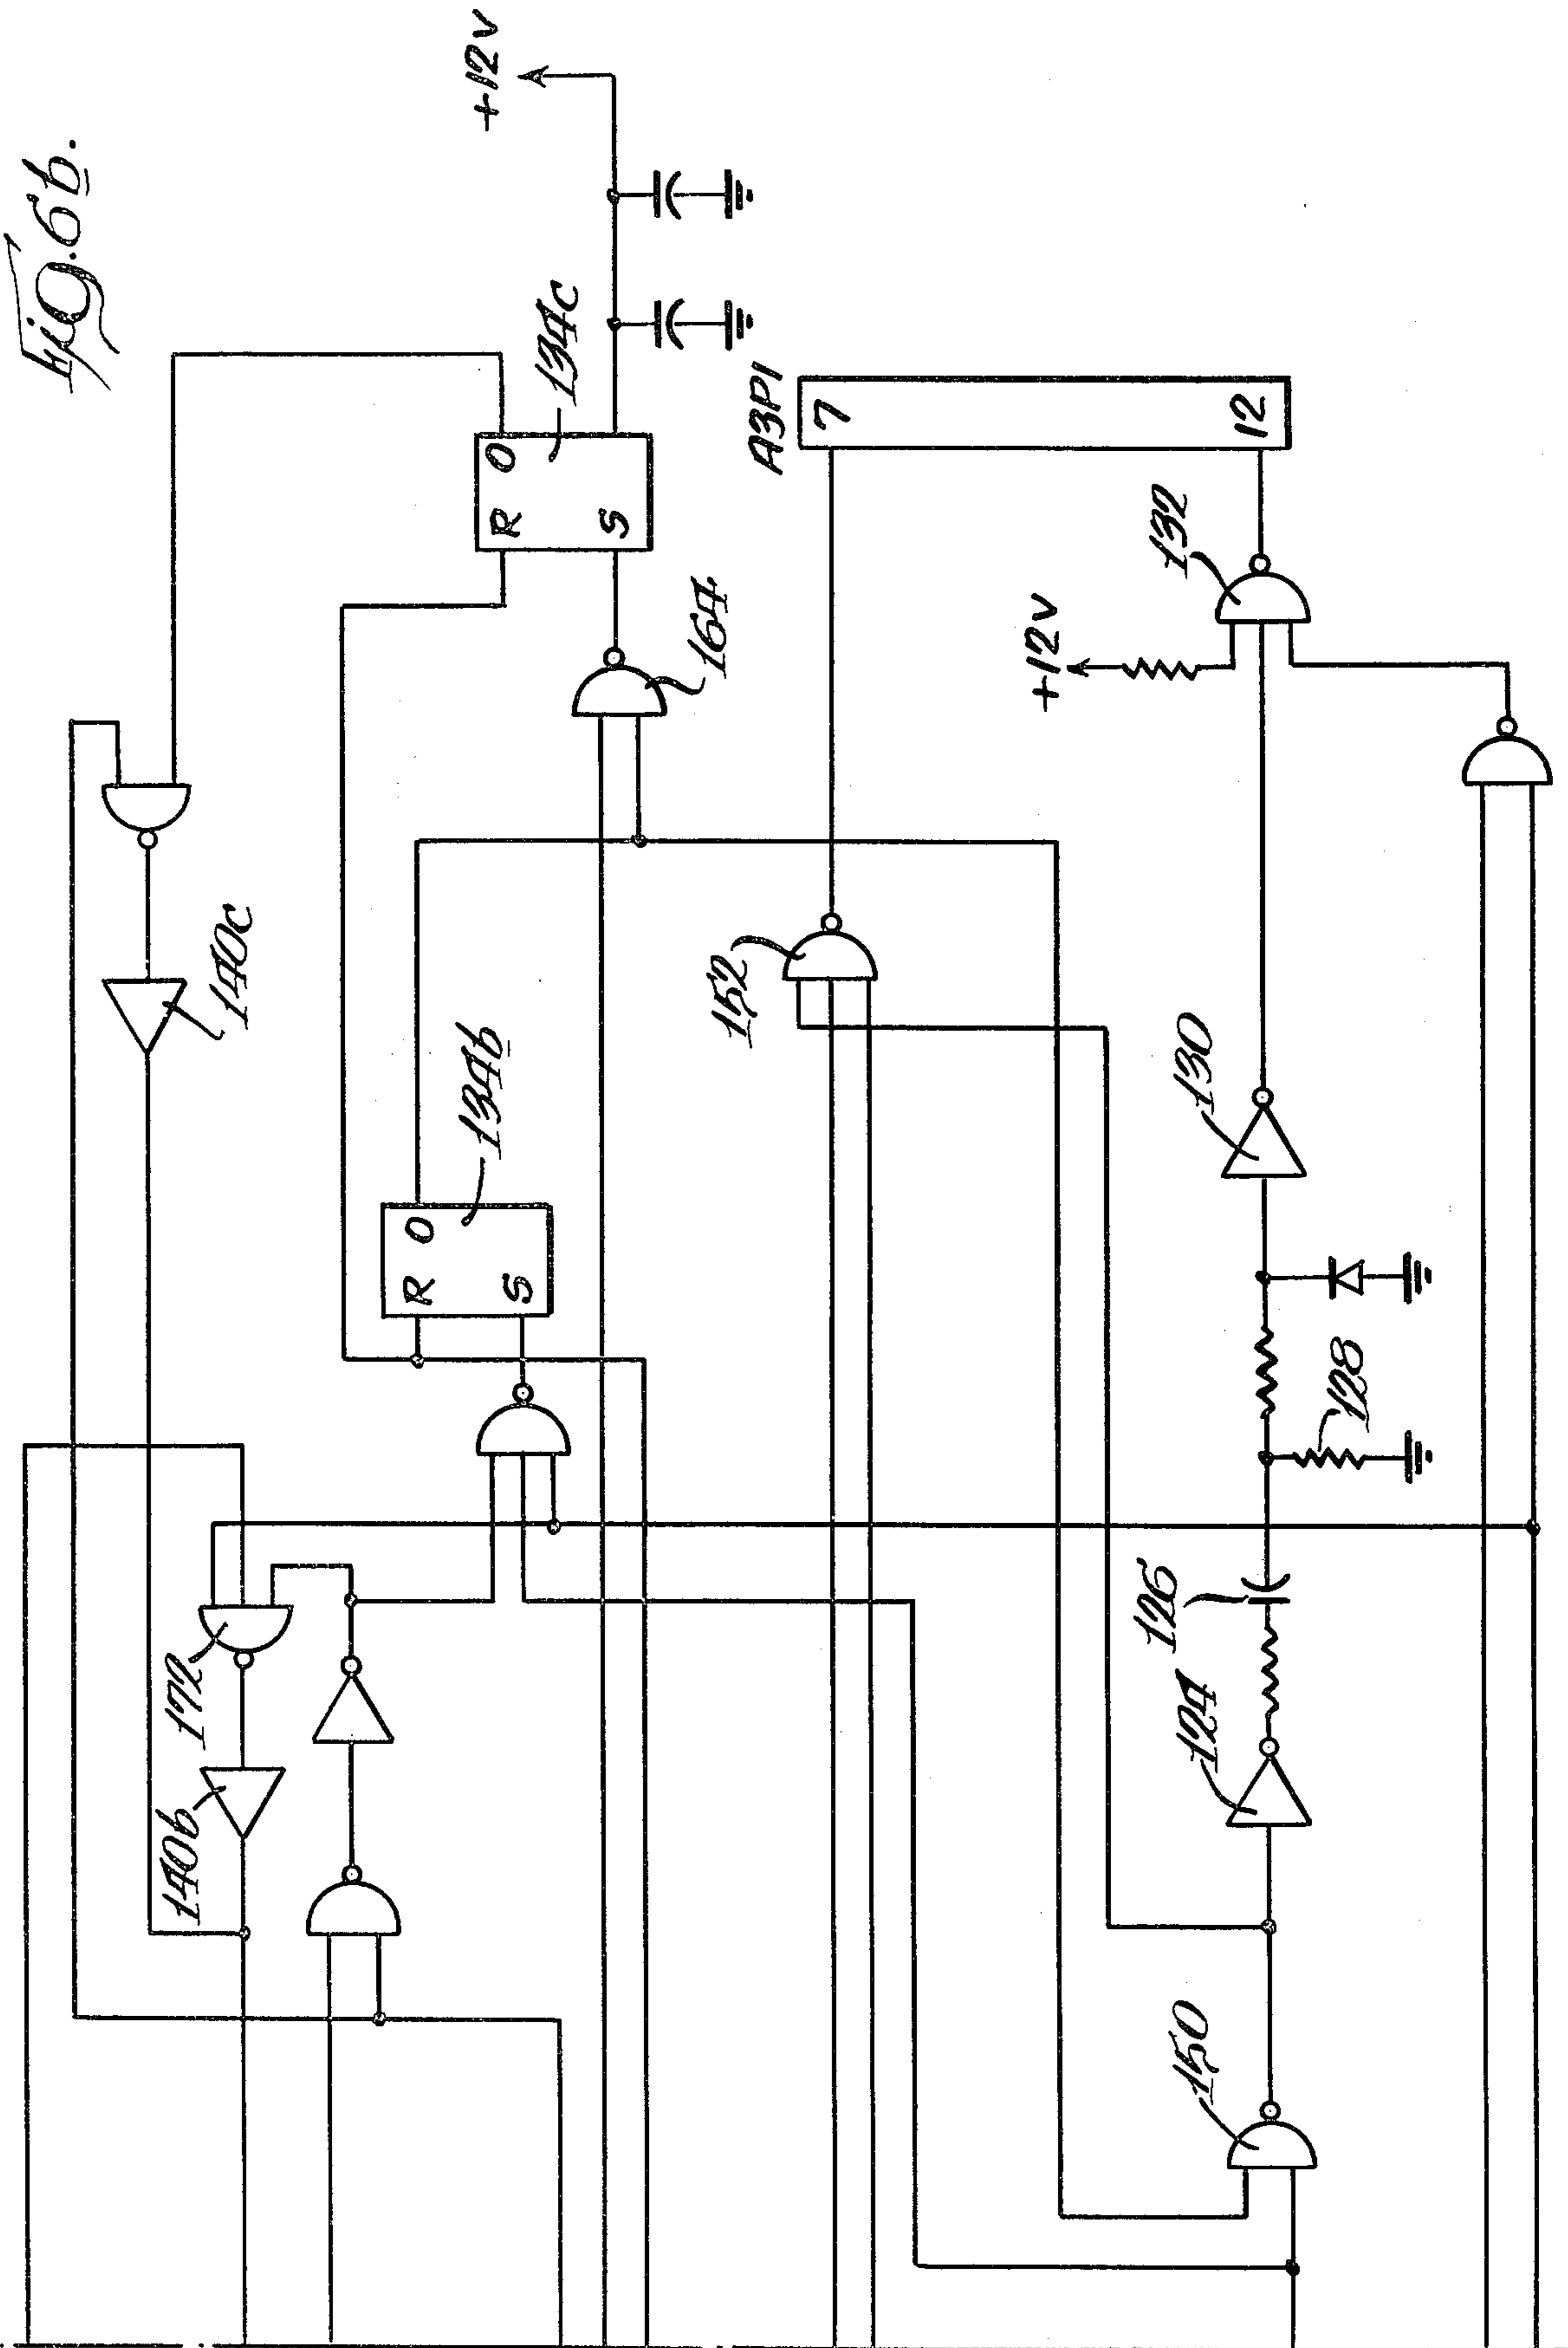 Fig. 6b.
+12V
134c
R O
S
A3P1
7
12
164
132
+12V
140c
152
134b
R O
S
130
128
172
126
140b
124
150